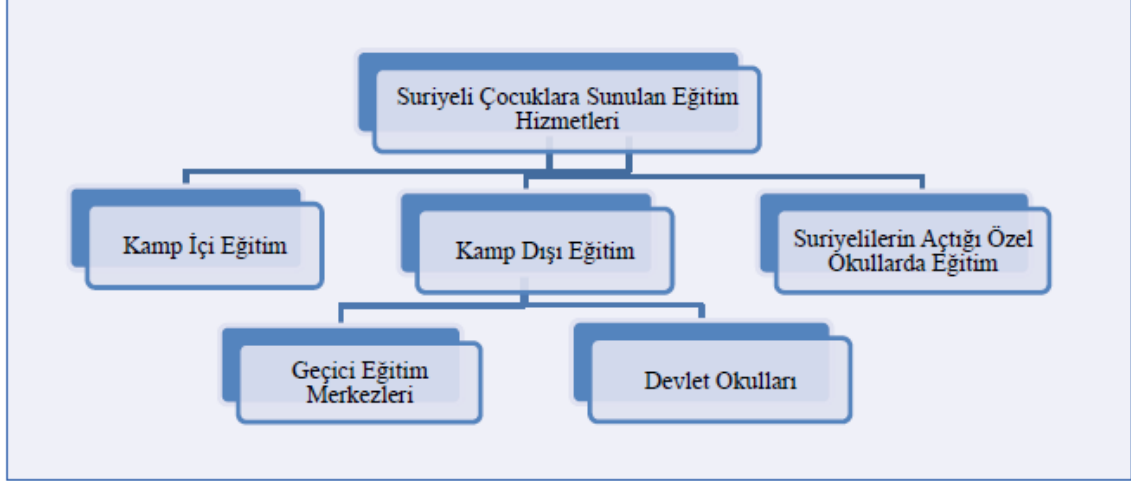 Suriyeli Çocuklara Sunulan Eğitim
Hizmetleri
Kamp İçi Eğitim
Kamp Dışı Eğitim
Suriyelilerin Açtığı Özel
Okullarda Eğitim
Geçici Eğitim
Merkezleri
Devlet Okulları